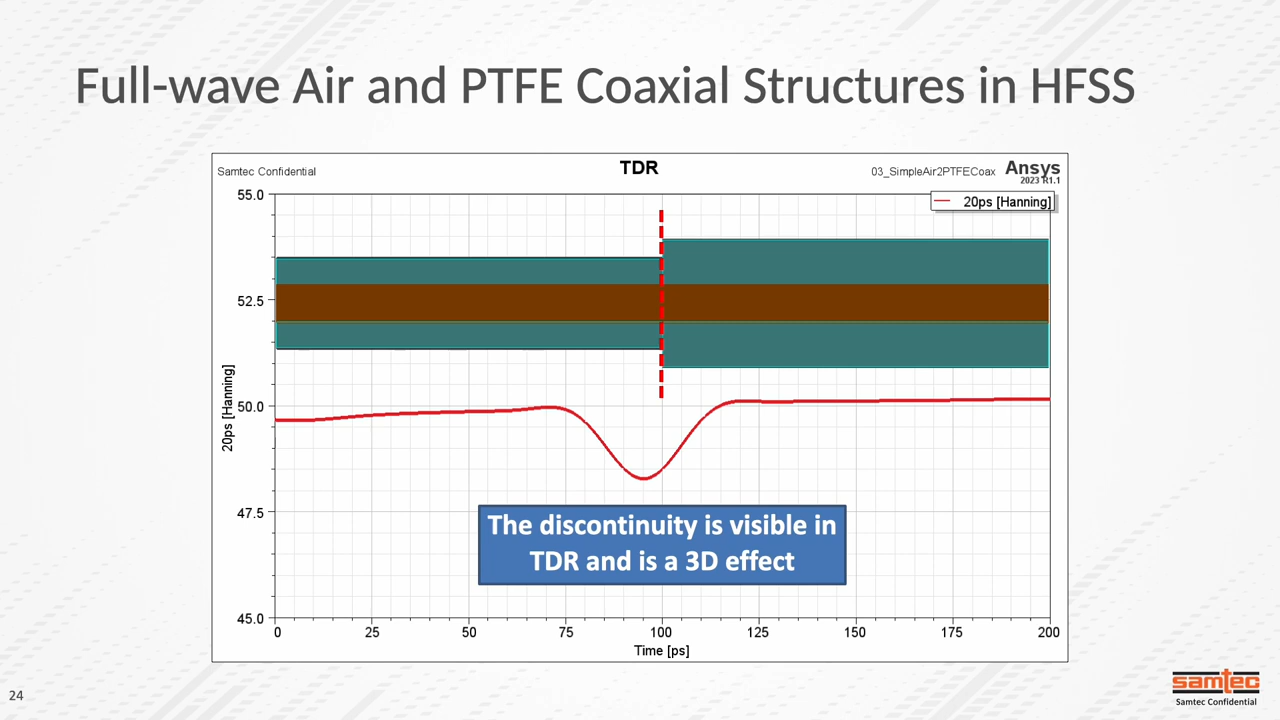 Full-wave Air and PTFE Coaxial Structures in HFSS
Samtec Confidential
TDR
03_SimpleAir2PTFECoax
Ansys
2023 R1.1
20ps [Hanning]
55.0
52.5
50.0
47.5
45.0
20ps [Hanning]
The discontinuity is visible in
TDR and is a 3D effect
0 25 50 75 100 125 150 175 200
Time [ps]
24
samtec
Samtec Confidential